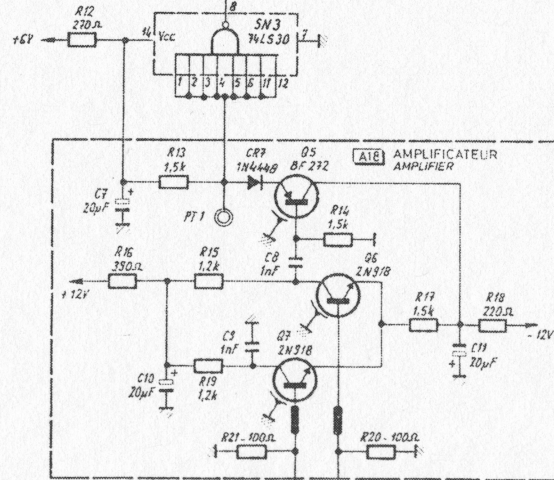 8
R12
270Ω
+6V
14
Vcc
SN3
74LS30
7
1 2 3 4 5 6 11 12
A18 AMPLIFICATEUR
AMPLIFIER
R13
1,5k
CR7
1N4448
Q5
BF272
C7
20µF
+
PT1
R14
1,5k
R16
390Ω
R15
1,2k
C8
1nF
Q6
2N918
+12V
R17
1,5k
R18
220Ω
-12V
C9
1nF
Q7
2N918
C11
20µF
+
C10
20µF
+
R19
1,2k
R21-100Ω
R20-100Ω